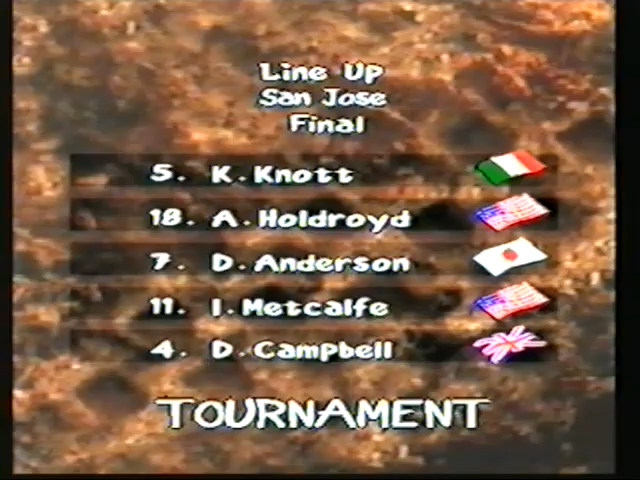 Line Up
San Jose
Final
5. K.Knott
18. A.Holdroyd
7. D.Anderson
11. I.Metcalfe
4. D.Campbell
TOURNAMENT